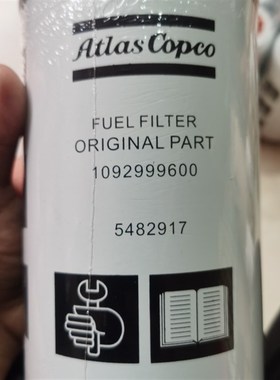 Atlas Copco
FUEL FILTER
ORIGINAL PART
1092999600
5482917